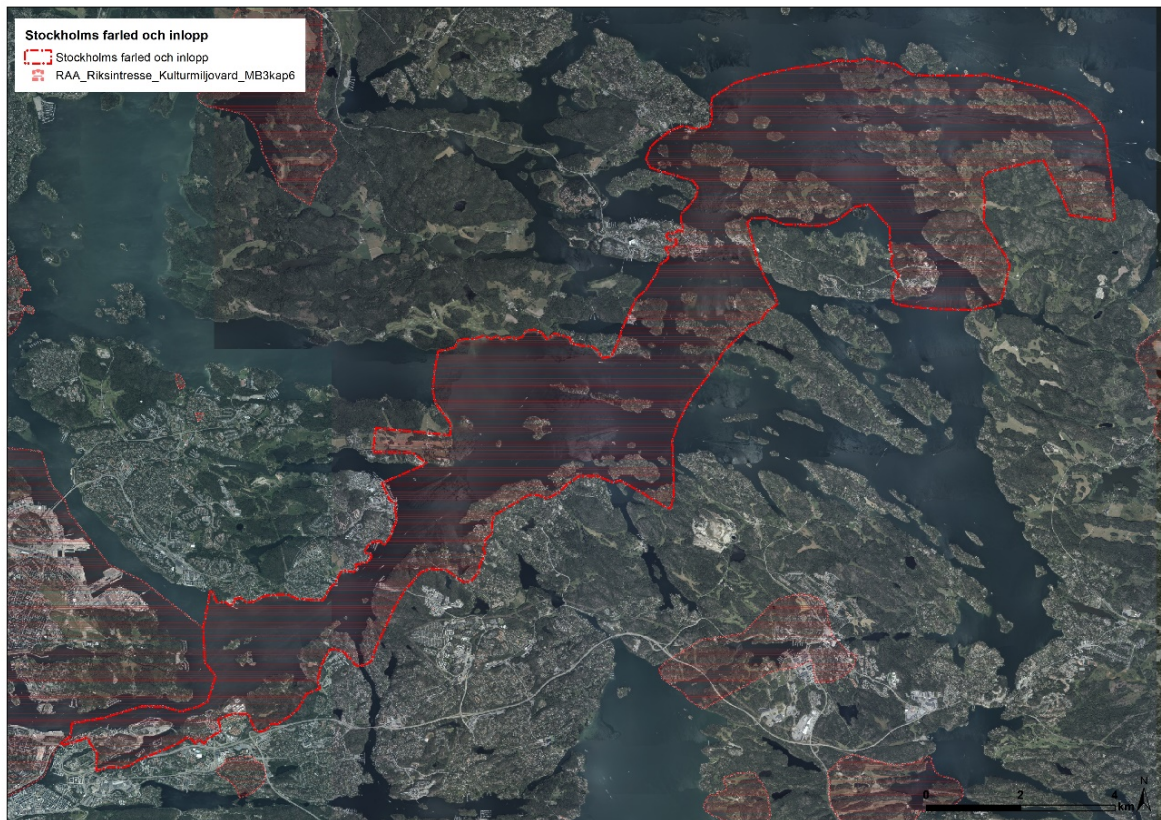 Stockholms farled och inlopp
Stockholms farled och inlopp
RAA_Riksintresse_Kulturmiljovard_MB3kap6
N
0 2 4
km